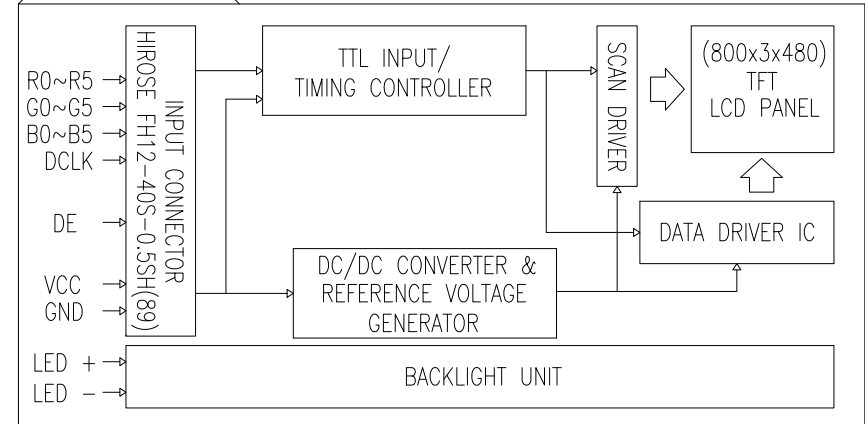 R0~R5
G0~G5
B0~B5
DCLK
DE
VCC
GND
LED +
LED −
INPUT CONNECTOR
HIROSE FH12-40S-0.5SH(89)
TTL INPUT/
TIMING CONTROLLER
DC/DC CONVERTER &
REFERENCE VOLTAGE
GENERATOR
SCAN DRIVER
(800x3x480)
TFT
LCD PANEL
DATA DRIVER IC
BACKLIGHT UNIT